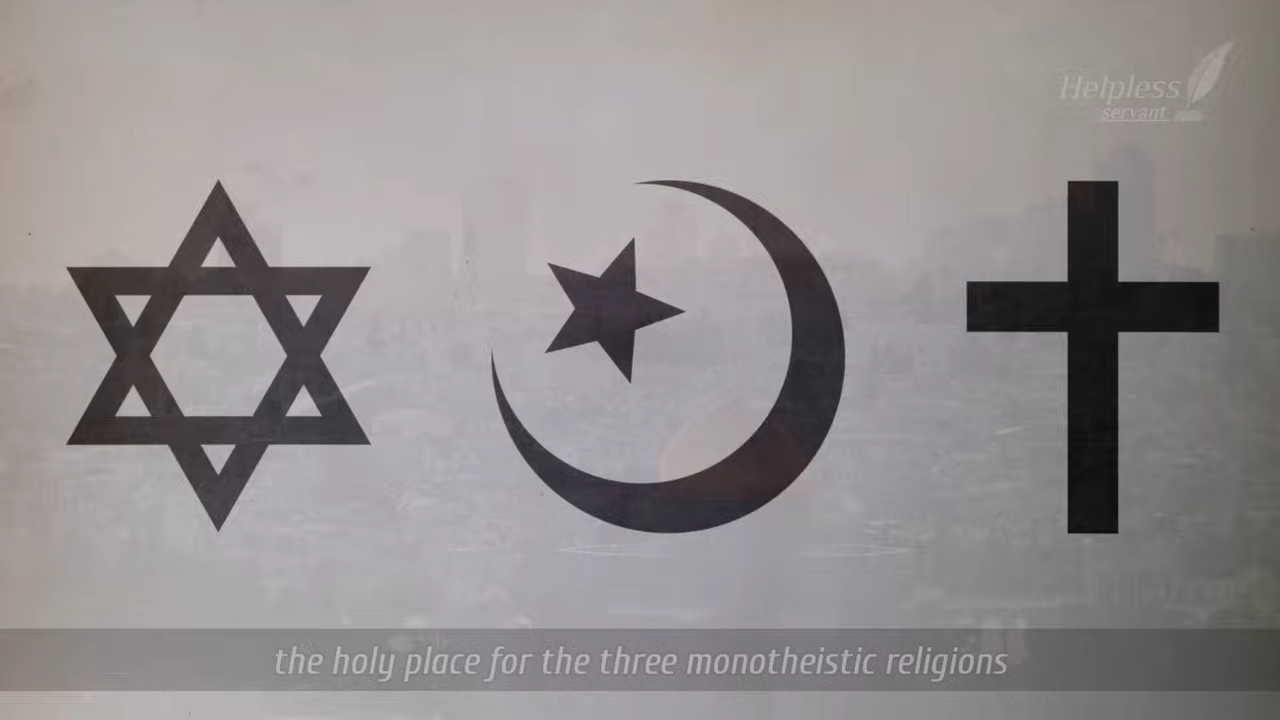 Helpless
servant
the holy place for the three monotheistic religions